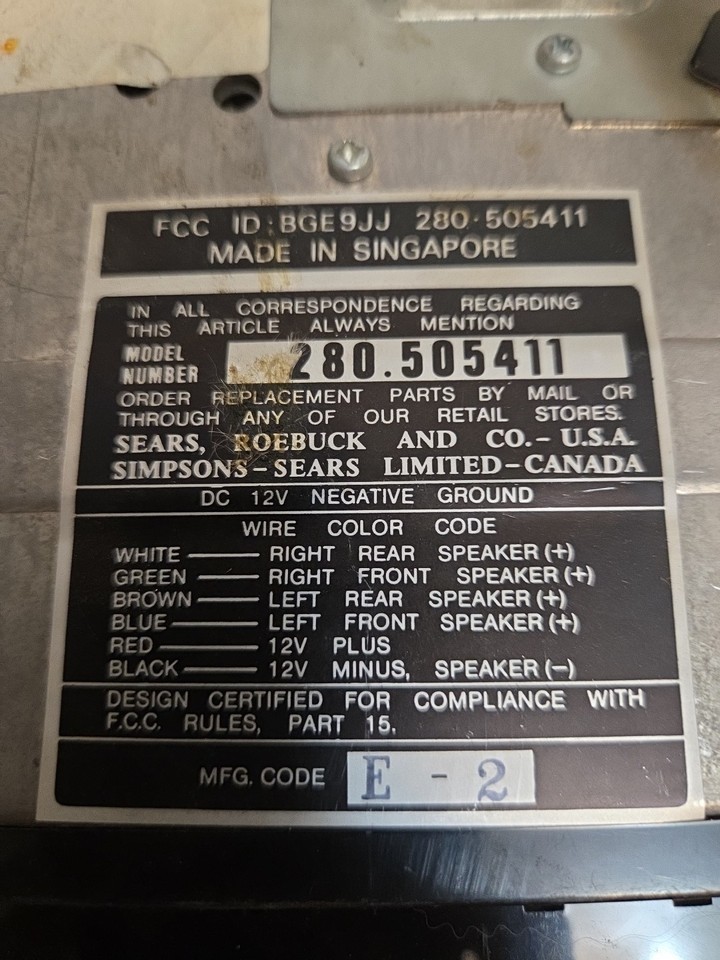 FCC ID:BGE9JJ 280-505411
MADE IN SINGAPORE
IN ALL CORRESPONDENCE REGARDING
THIS ARTICLE ALWAYS MENTION
MODEL
NUMBER 280.505411
ORDER REPLACEMENT PARTS BY MAIL OR
THROUGH ANY OF OUR RETAIL STORES.
SEARS, ROEBUCK AND CO.-U.S.A.
SIMPSONS-SEARS LIMITED-CANADA
DC 12V NEGATIVE GROUND
WIRE COLOR CODE
WHITE — RIGHT REAR SPEAKER (+)
GREEN — RIGHT FRONT SPEAKER (+)
BROWN — LEFT REAR SPEAKER (+)
BLUE — LEFT FRONT SPEAKER (+)
RED — 12V PLUS
BLACK — 12V MINUS, SPEAKER (-)
DESIGN CERTIFIED FOR COMPLIANCE WITH
F.C.C. RULES, PART 15.
MFG. CODE E - 2